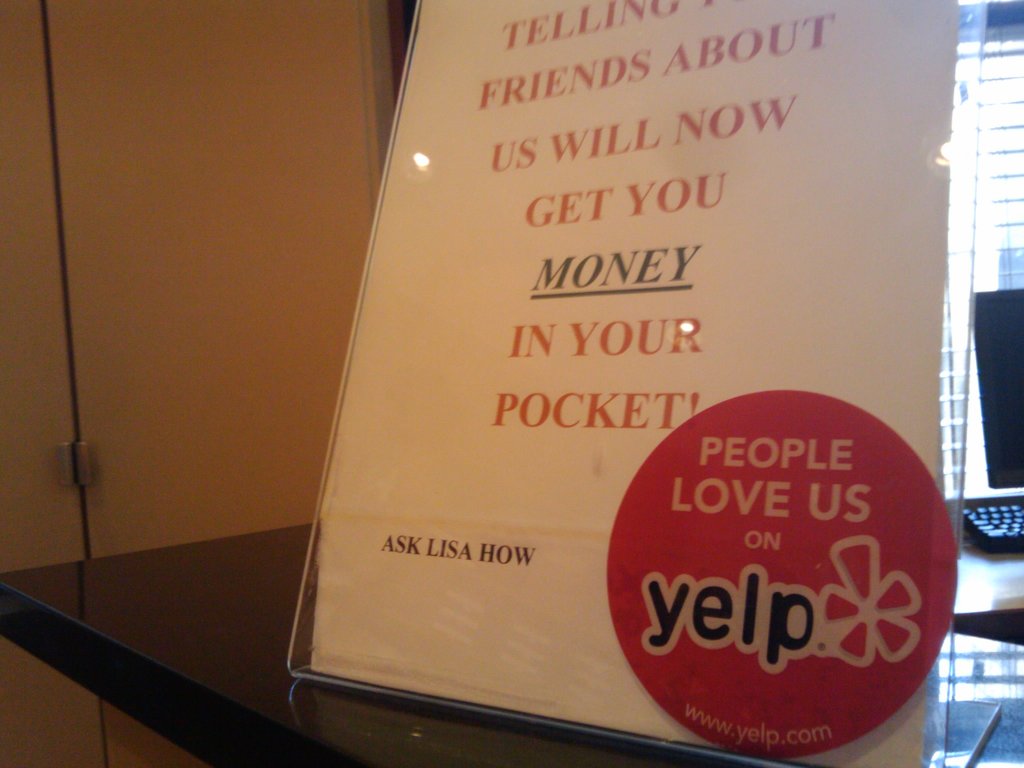 TELLING
FRIENDS ABOUT
US WILL NOW
GET YOU
MONEY
IN YOUR
POCKET!
ASK LISA HOW
PEOPLE
LOVE US
ON
yelp
www.yelp.com